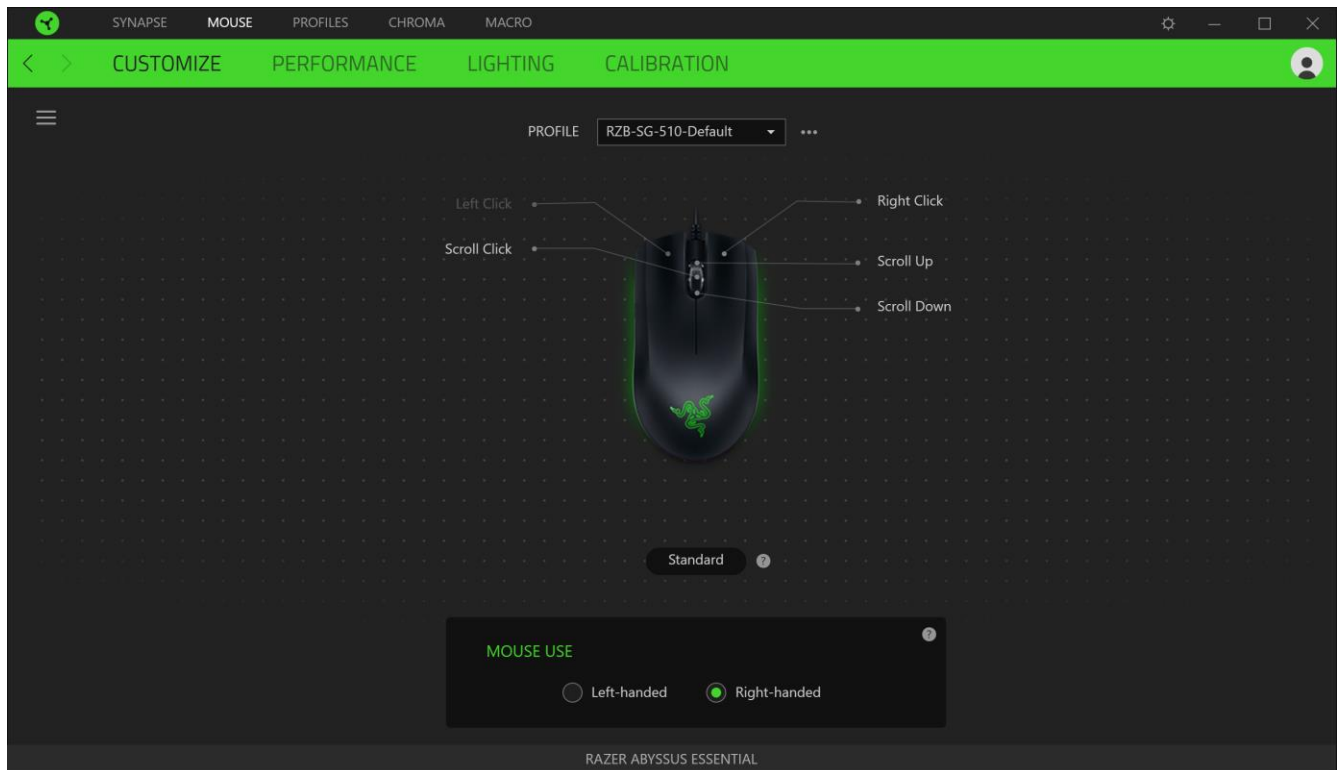 SYNAPSE MOUSE PROFILES CHROMA MACRO
CUSTOMIZE PERFORMANCE LIGHTING CALIBRATION
PROFILE RZB-SG-510-Default
Left Click
Right Click
Scroll Click
Scroll Up
Scroll Down
Standard ?
?
MOUSE USE
Left-handed Right-handed
RAZER ABYSSUS ESSENTIAL